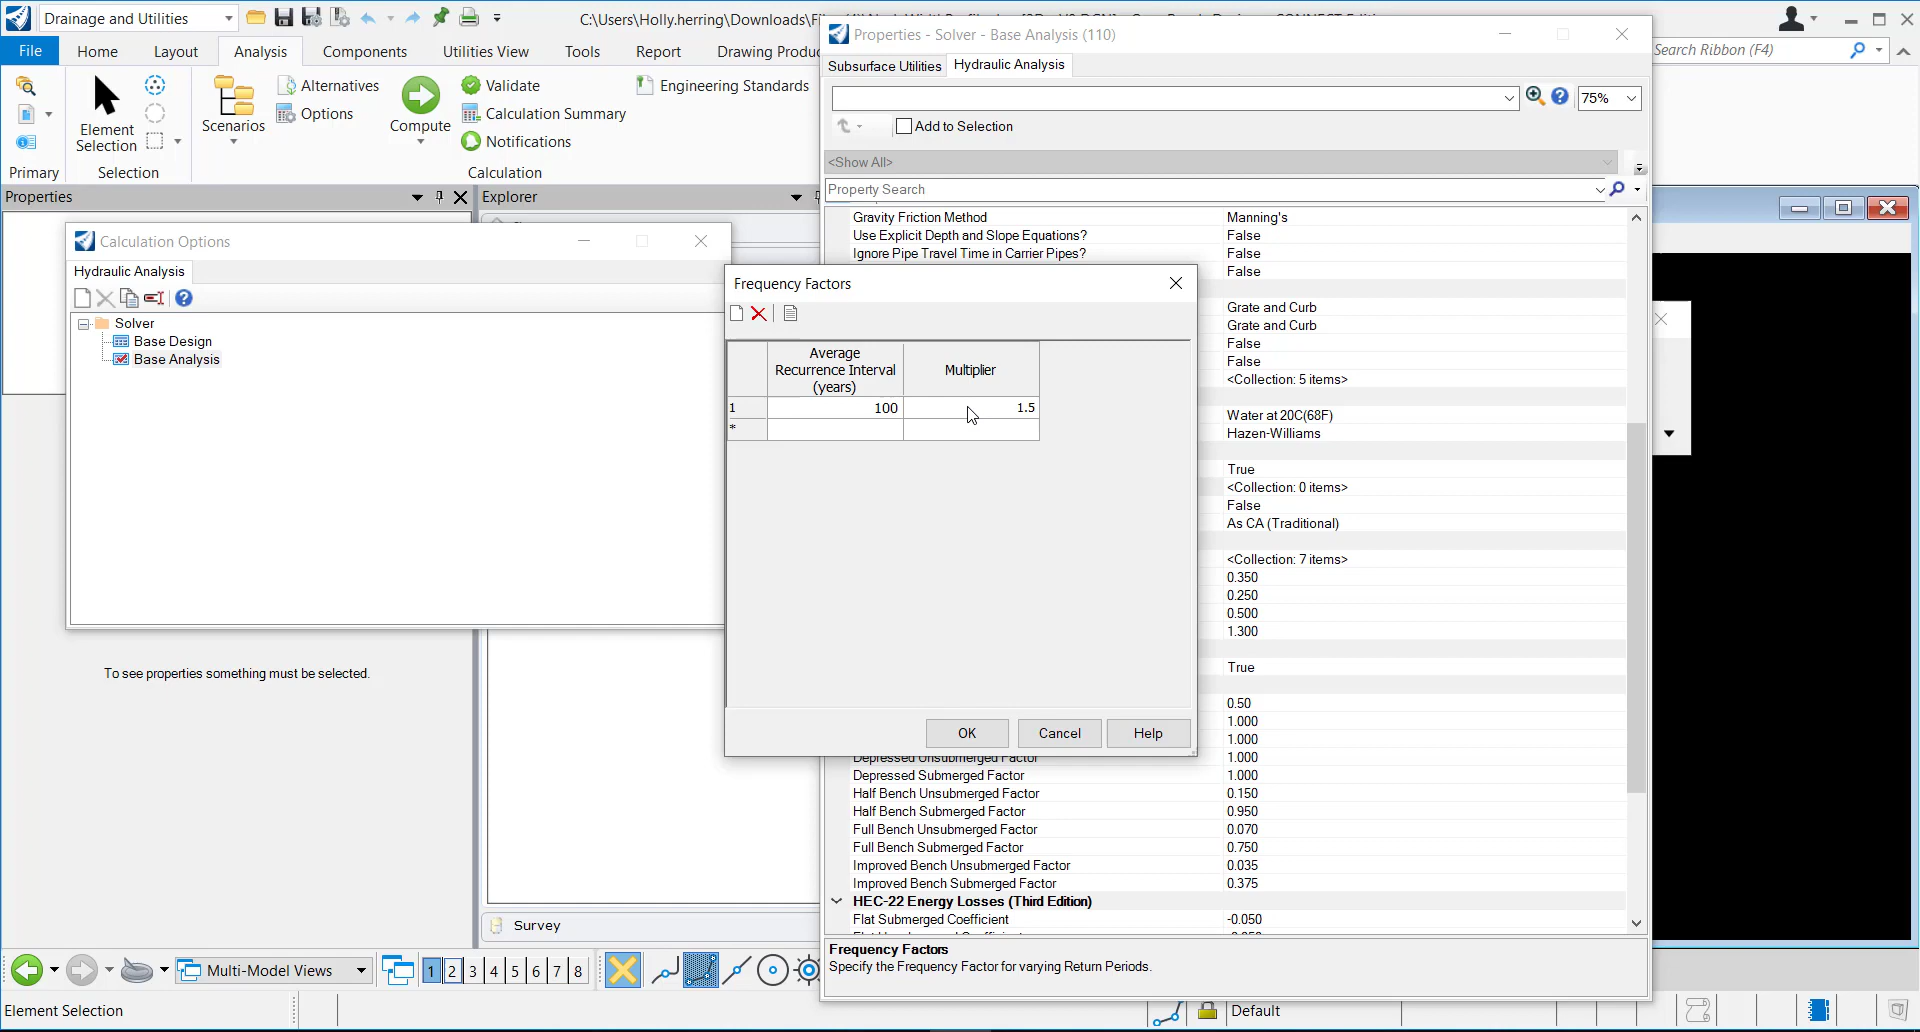 Drainage and Utilities
C:\Users\Holly.herring\Downloads\F
File
Home
Layout
Analysis
Components
Utilities View
Tools
Report
Drawing Produc
Search Ribbon (F4)
Element
Selection
Scenarios
Alternatives
Options
Compute
Validate
Calculation Summary
Notifications
Engineering Standards
Primary
Selection
Calculation
Properties
Explorer
Calculation Options
Hydraulic Analysis
Solver
Base Design
Base Analysis
To see properties something must be selected.
Survey
Properties - Solver - Base Analysis (110)
Subsurface Utilities
Hydraulic Analysis
75%
Add to Selection
<Show All>
Property Search
Gravity Friction Method Manning's
Use Explicit Depth and Slope Equations? False
Ignore Pipe Travel Time in Carrier Pipes? False
False
Grate and Curb
Grate and Curb
False
False
<Collection: 5 items>
Water at 20C(68F)
Hazen-Williams
True
<Collection: 0 items>
False
As CA (Traditional)
<Collection: 7 items>
0.350
0.250
0.500
1.300
True
0.50
1.000
1.000
Depressed Unsubmerged Factor 1.000
Depressed Submerged Factor 1.000
Half Bench Unsubmerged Factor 0.150
Half Bench Submerged Factor 0.950
Full Bench Unsubmerged Factor 0.070
Full Bench Submerged Factor 0.750
Improved Bench Unsubmerged Factor 0.035
Improved Bench Submerged Factor 0.375
HEC-22 Energy Losses (Third Edition)
Flat Submerged Coefficient -0.050
Frequency Factors
Specify the Frequency Factor for varying Return Periods.
Frequency Factors
Average
Recurrence Interval
(years)
Multiplier
1 100 1.5
*
OK
Cancel
Help
Multi-Model Views
1 2 3 4 5 6 7 8
Element Selection
Default